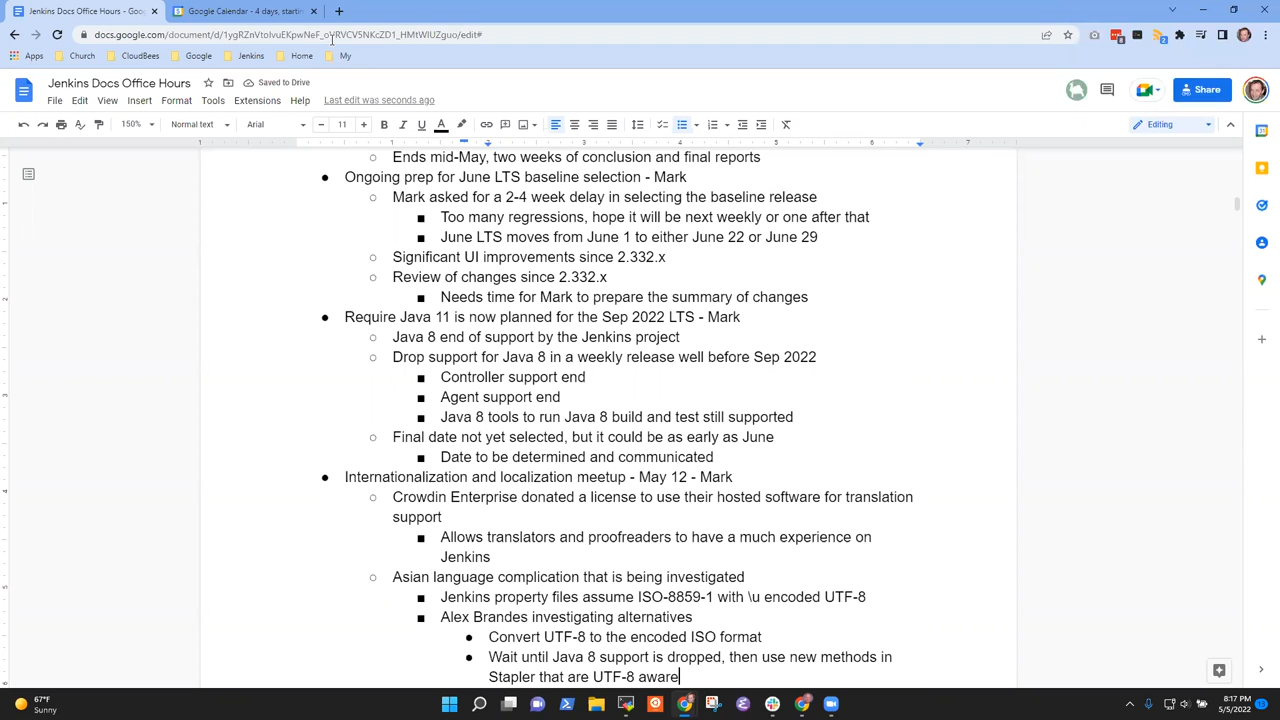 Jenkins Docs Office Hours - Goo
Google Calendar - 4 days, startin
docs.google.com/document/d/1ygRZnVtoIvuEKpwNeF_oYRVCV5NKcZD1_HMtWlUZguo/edit#
Apps
Church
CloudBees
Google
Jenkins
Home
My
Jenkins Docs Office Hours
Saved to Drive
File Edit View Insert Format Tools Extensions Help
Last edit was seconds ago
Share
150%
Normal text
Arial
11
Editing
Ends mid-May, two weeks of conclusion and final reports
Ongoing prep for June LTS baseline selection - Mark
Mark asked for a 2-4 week delay in selecting the baseline release
Too many regressions, hope it will be next weekly or one after that
June LTS moves from June 1 to either June 22 or June 29
Significant UI improvements since 2.332.x
Review of changes since 2.332.x
Needs time for Mark to prepare the summary of changes
Require Java 11 is now planned for the Sep 2022 LTS - Mark
Java 8 end of support by the Jenkins project
Drop support for Java 8 in a weekly release well before Sep 2022
Controller support end
Agent support end
Java 8 tools to run Java 8 build and test still supported
Final date not yet selected, but it could be as early as June
Date to be determined and communicated
Internationalization and localization meetup - May 12 - Mark
Crowdin Enterprise donated a license to use their hosted software for translation
support
Allows translators and proofreaders to have a much experience on
Jenkins
Asian language complication that is being investigated
Jenkins property files assume ISO-8859-1 with \u encoded UTF-8
Alex Brandes investigating alternatives
Convert UTF-8 to the encoded ISO format
Wait until Java 8 support is dropped, then use new methods in
Stapler that are UTF-8 aware
67°F
Sunny
8:17 PM
5/5/2022